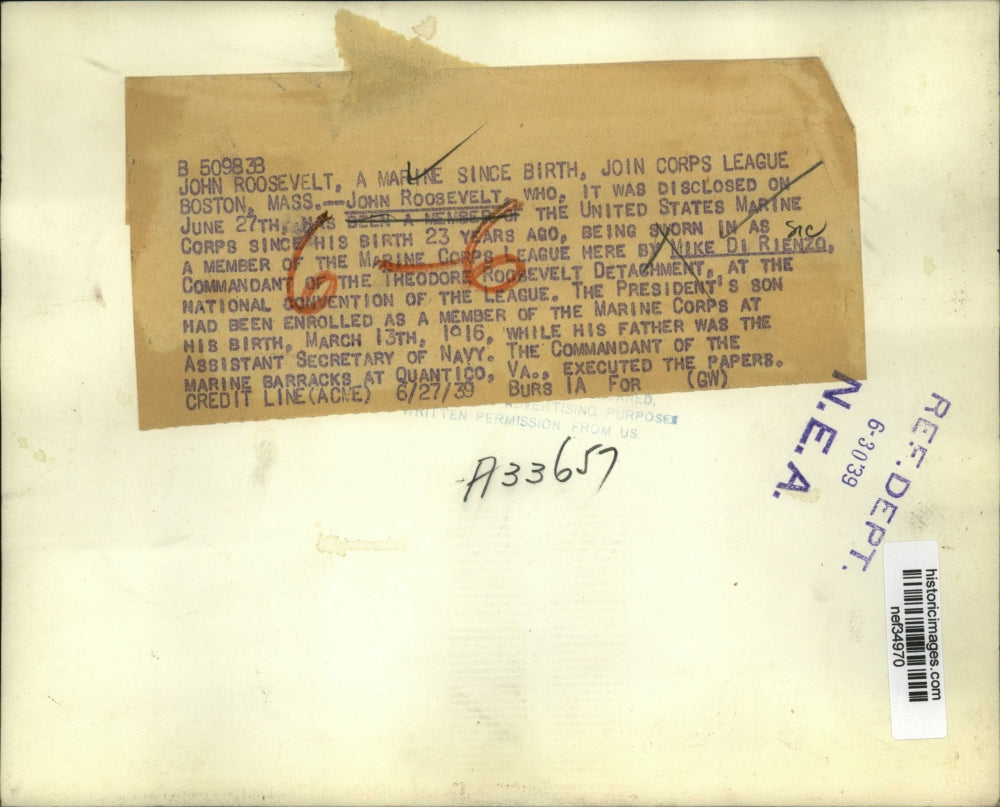 B 509838
JOHN ROOSEVELT, A MARINE SINCE BIRTH, JOIN CORPS LEAGUE
BOSTON, MASS.—JOHN ROOSEVELT, WHO, IT WAS DISCLOSED ON
JUNE 27TH, HAS BEEN A MEMBER OF THE UNITED STATES MARINE
CORPS SINCE HIS BIRTH 23 YEARS AGO, BEING SWORN IN AS SIC
A MEMBER OF THE MARINE CORPS LEAGUE HERE BY MIKE DI RIENZO,
COMMANDANT OF THE THEODORE ROOSEVELT DETACHMENT, AT THE
NATIONAL CONVENTION OF THE LEAGUE. THE PRESIDENT'S SON
HAD BEEN ENROLLED AS A MEMBER OF THE MARINE CORPS AT
HIS BIRTH, MARCH 13TH, 1916, WHILE HIS FATHER WAS THE
ASSISTANT SECRETARY OF NAVY. THE COMMANDANT OF THE
MARINE BARRACKS AT QUANTICO, VA., EXECUTED THE PAPERS.
CREDIT LINE(ACME) 6/27/39 BURS IA FOR (GW)
6 — 6
ADVERTISING PURPOSES
WRITTEN PERMISSION FROM US
A33657
REF. DEPT.
6-30 39
N.E.A.
historicimages.com
nef34970